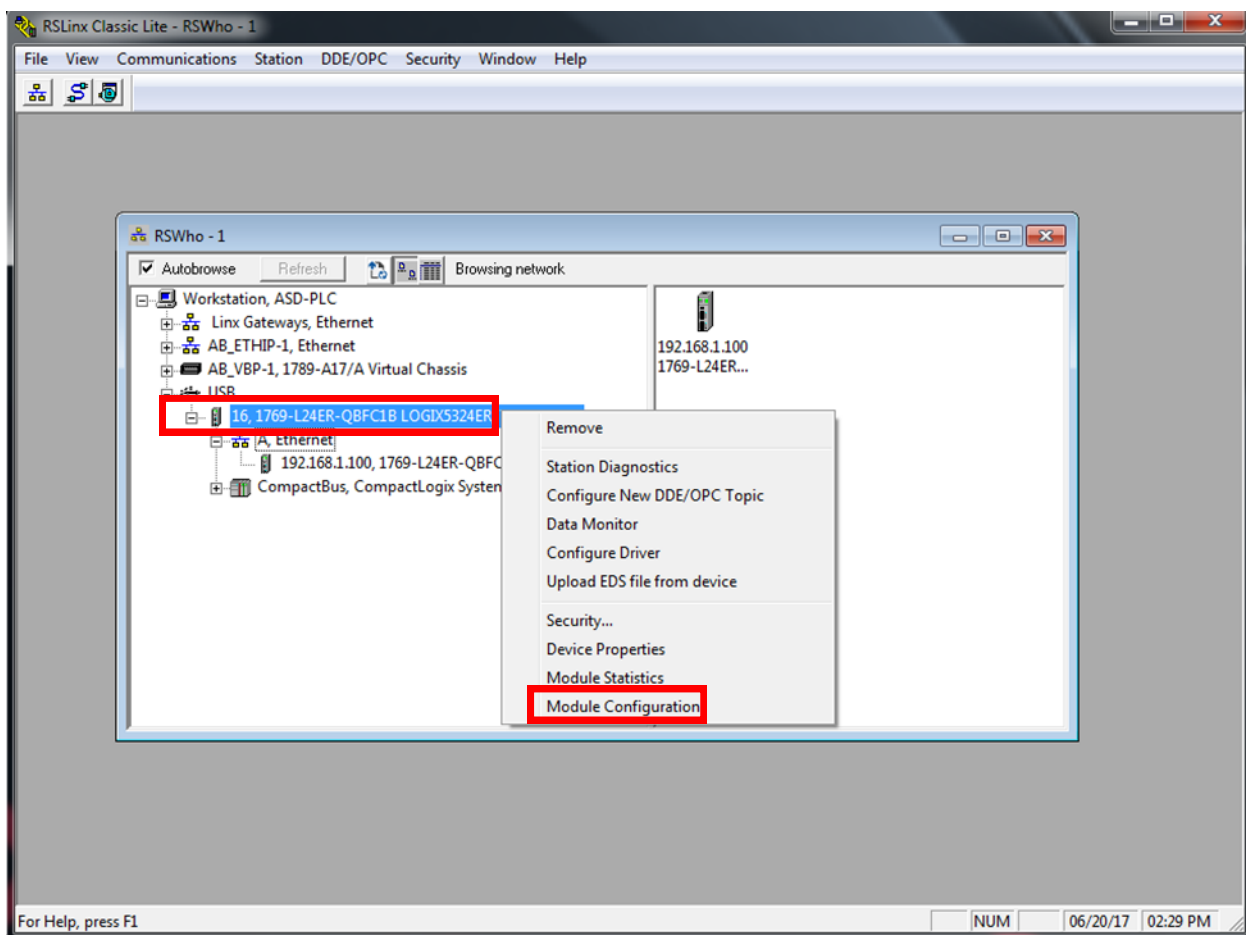 RSLinx Classic Lite - RSWho - 1
File View Communications Station DDE/OPC Security Window Help
RSWho - 1
Autobrowse Refresh Browsing network
Workstation, ASD-PLC
Linx Gateways, Ethernet
AB_ETHIP-1, Ethernet
AB_VBP-1, 1789-A17/A Virtual Chassis
USB
16, 1769-L24ER-QBFC1B LOGIX5324ER
A, Ethernet
192.168.1.100, 1769-L24ER-QBFC
CompactBus, CompactLogix System
192.168.1.100
1769-L24ER...
Remove
Station Diagnostics
Configure New DDE/OPC Topic
Data Monitor
Configure Driver
Upload EDS file from device
Security...
Device Properties
Module Statistics
Module Configuration
For Help, press F1
NUM 06/20/17 02:29 PM